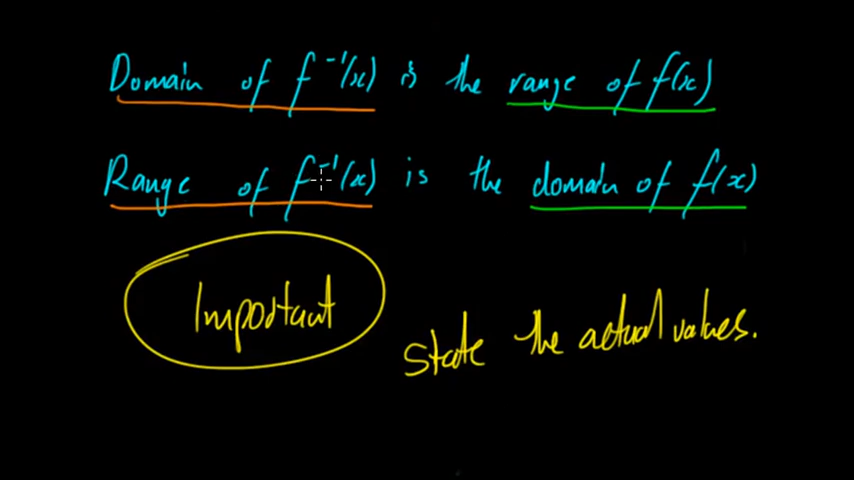 Domain of f⁻¹(x) is the range of f(x)
Range of f⁻¹(x) is the domain of f(x)
Important
state the actual values.